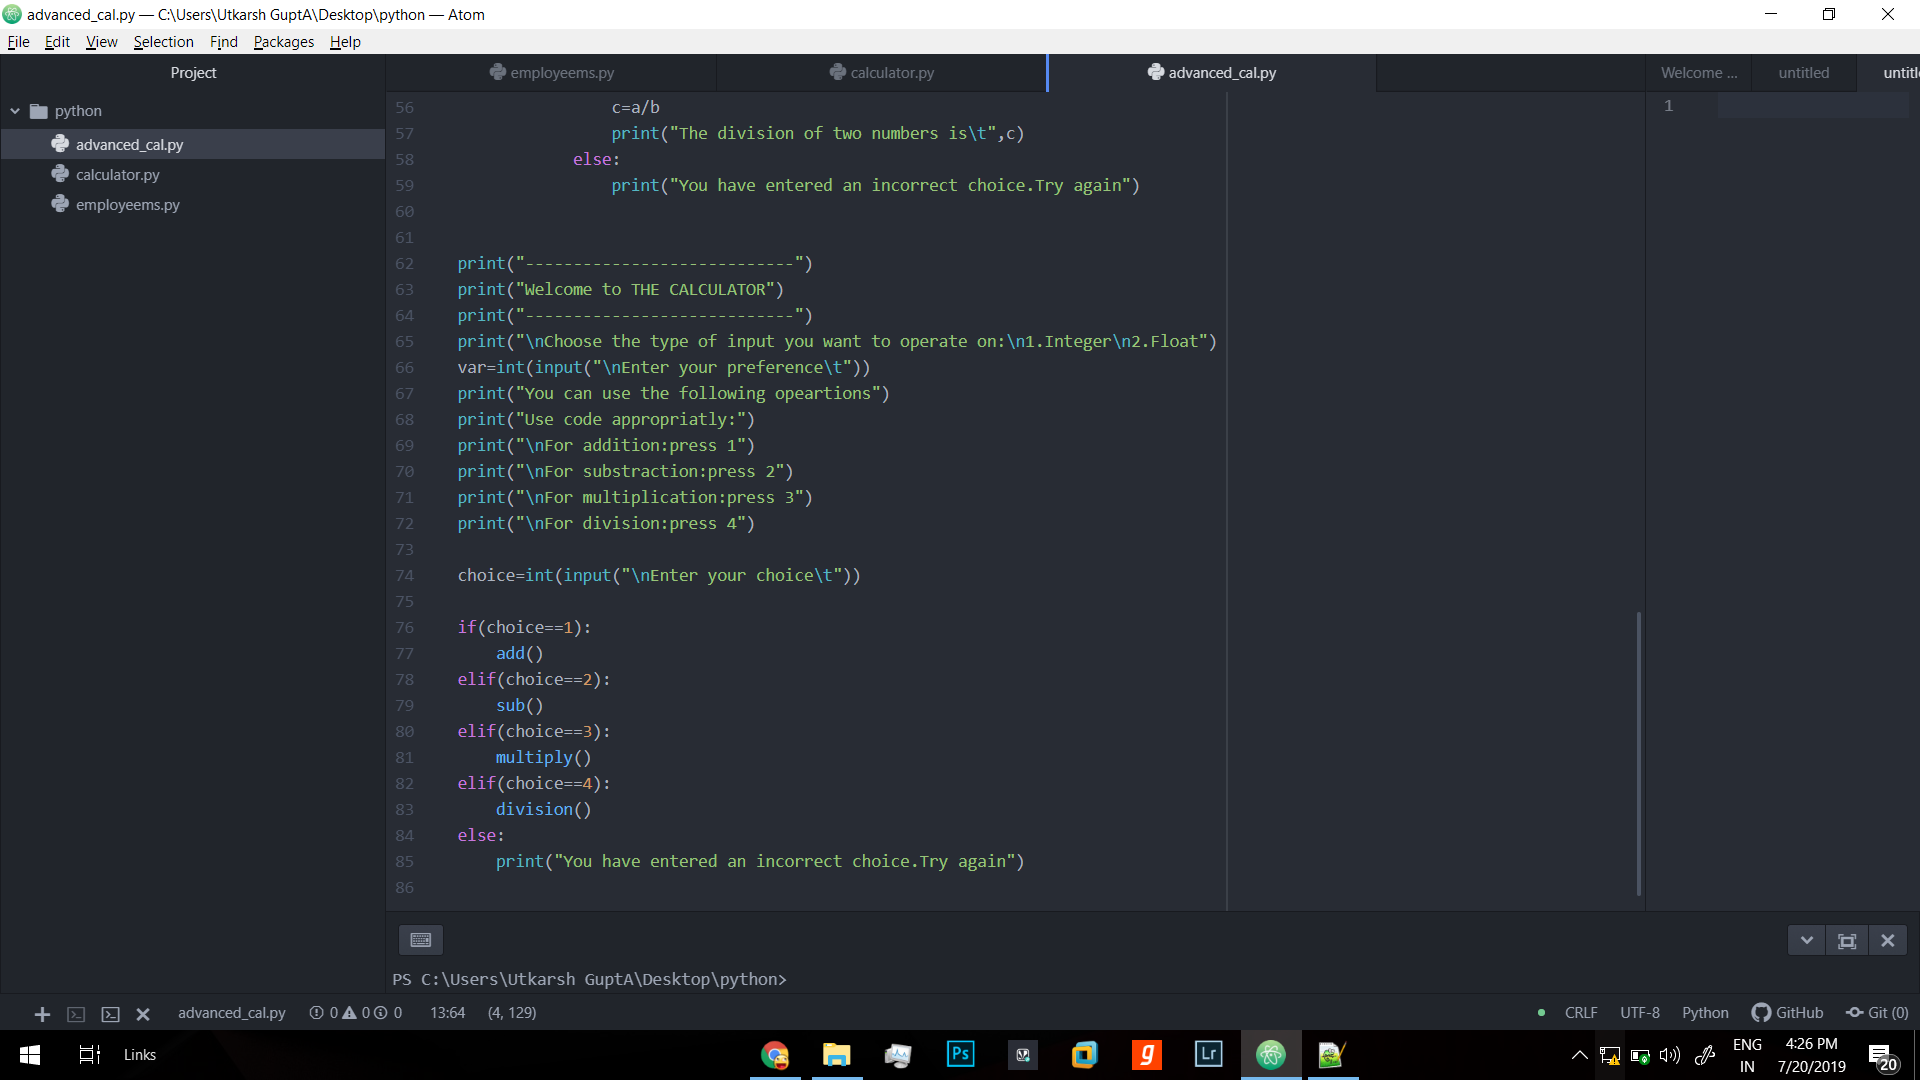 advanced_cal.py — C:\Users\Utkarsh GuptA\Desktop\python — Atom
File Edit View Selection Find Packages Help
Project
python
advanced_cal.py
calculator.py
employeems.py
employeems.py calculator.py advanced_cal.py Welcome ... untitled untitl
56 c=a/b
57 print("The division of two numbers is\t",c)
58 else:
59 print("You have entered an incorrect choice.Try again")
60
61
62 print("----------------------------")
63 print("Welcome to THE CALCULATOR")
64 print("----------------------------")
65 print("\nChoose the type of input you want to operate on:\n1.Integer\n2.Float")
66 var=int(input("\nEnter your preference\t"))
67 print("You can use the following opeartions")
68 print("Use code appropriatly:")
69 print("\nFor addition:press 1")
70 print("\nFor substraction:press 2")
71 print("\nFor multiplication:press 3")
72 print("\nFor division:press 4")
73
74 choice=int(input("\nEnter your choice\t"))
75
76 if(choice==1):
77 add()
78 elif(choice==2):
79 sub()
80 elif(choice==3):
81 multiply()
82 elif(choice==4):
83 division()
84 else:
85 print("You have entered an incorrect choice.Try again")
86
1
PS C:\Users\Utkarsh GuptA\Desktop\python>
advanced_cal.py 0 0 0 13:64 (4, 129) CRLF UTF-8 Python GitHub Git (0)
Links Ps g Lr ENG IN 4:26 PM 7/20/2019 20